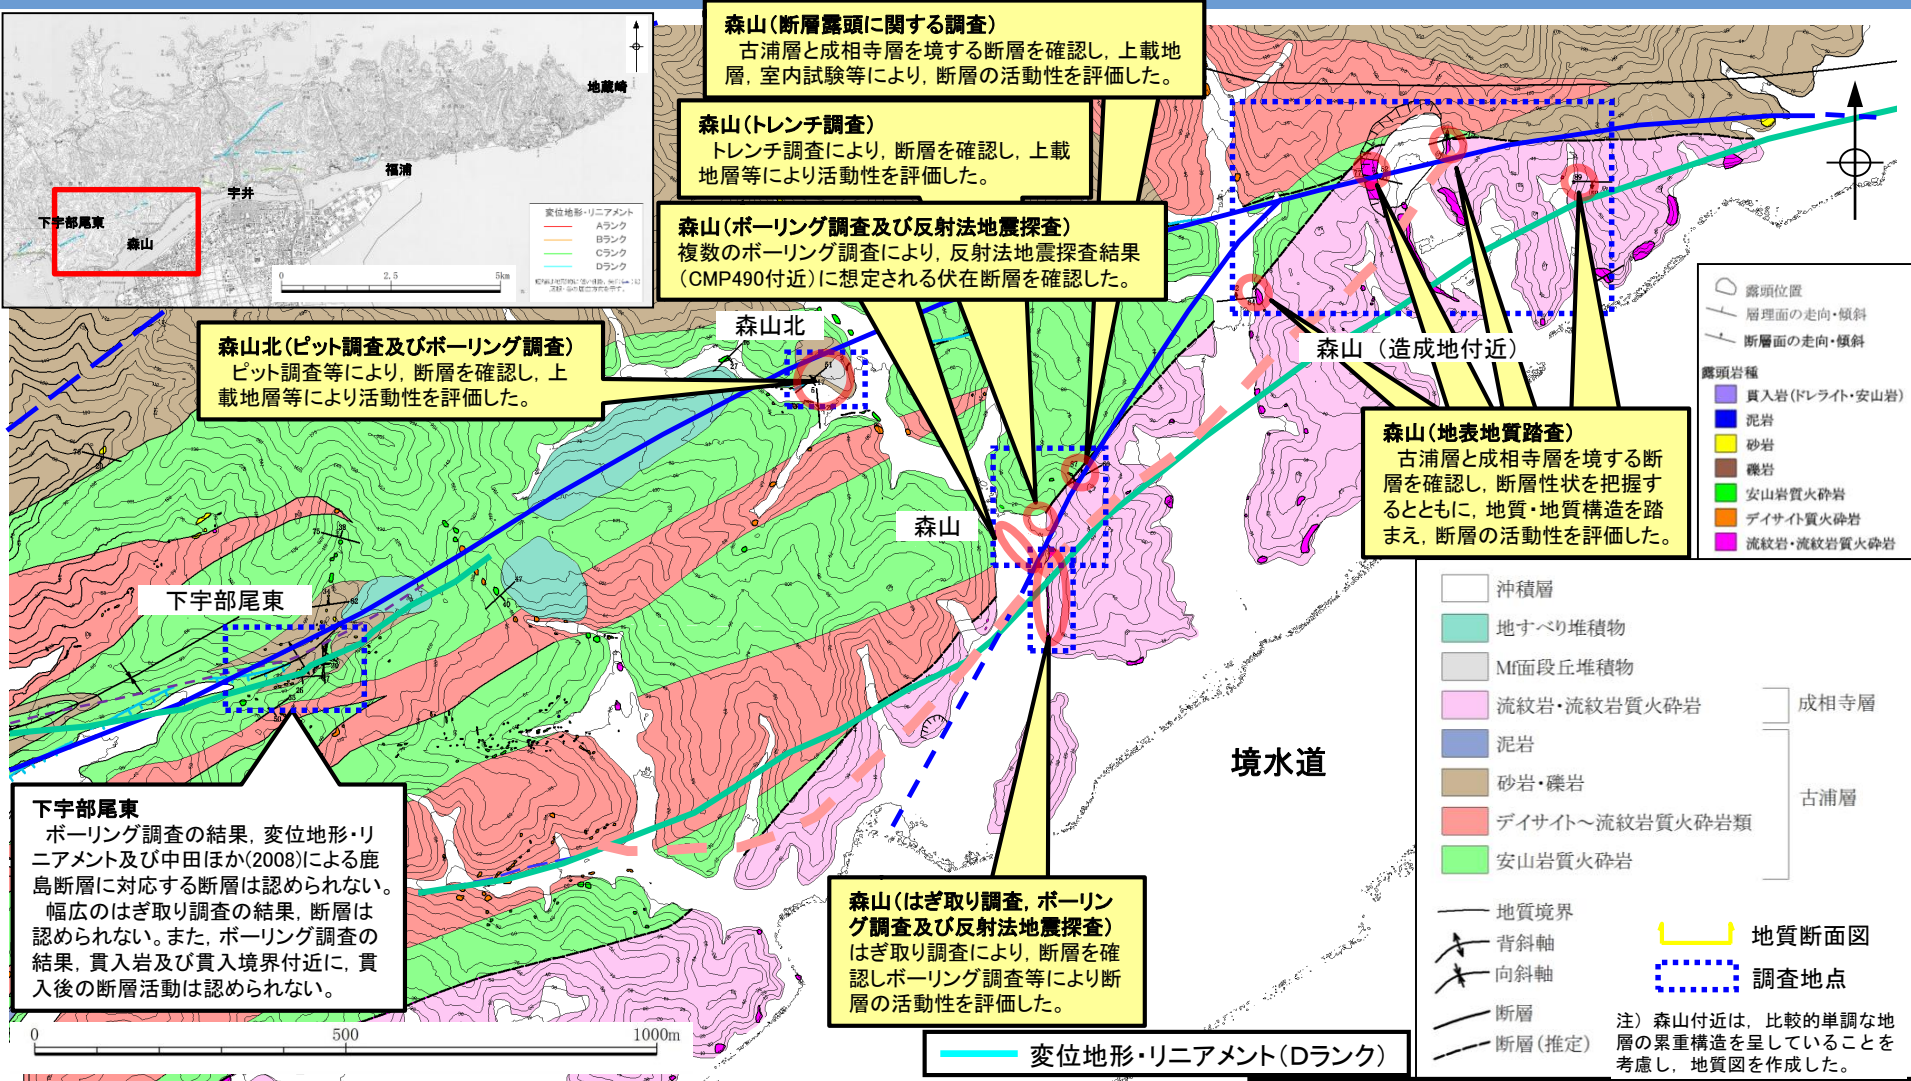 森山(断層露頭に関する調査)
古浦層と成相寺層を境する断層を確認し，上載地
層，室内試験等により，断層の活動性を評価した。
森山(トレンチ調査)
トレンチ調査により，断層を確認し，上載
地層等により活動性を評価した。
森山(ボーリング調査及び反射法地震探査)
複数のボーリング調査により，反射法地震探査結果
(CMP490付近)に想定される伏在断層を確認した。
地蔵崎
福浦
宇井
下宇部尾東
森山
変位地形・リニアメント
Aランク
Bランク
Cランク
Dランク
0 2.5 5km
森山北
森山北(ピット調査及びボーリング調査)
ピット調査等により，断層を確認し，上
載地層等により活動性を評価した。
森山 (造成地付近)
森山(地表地質踏査)
古浦層と成相寺層を境する断
層を確認し，断層性状を把握す
るとともに，地質・地質構造を踏
まえ，断層の活動性を評価した。
露頭位置
層理面の走向・傾斜
断層面の走向・傾斜
露頭岩種
貫入岩(ドレライト・安山岩)
泥岩
砂岩
礫岩
安山岩質火砕岩
デイサイト質火砕岩
流紋岩・流紋岩質火砕岩
森山
下宇部尾東
境水道
沖積層
地すべり堆積物
Mf面段丘堆積物
流紋岩・流紋岩質火砕岩
成相寺層
泥岩
砂岩・礫岩
デイサイト～流紋岩質火砕岩類
安山岩質火砕岩
古浦層
地質境界
背斜軸
向斜軸
断層
断層(推定)
地質断面図
調査地点
注) 森山付近は，比較的単調な地
層の累重構造を呈していることを
考慮し，地質図を作成した。
下宇部尾東
ボーリング調査の結果，変位地形・リ
ニアメント及び中田ほか(2008)による鹿
島断層に対応する断層は認められない。
幅広のはぎ取り調査の結果，断層は
認められない。また，ボーリング調査の
結果，貫入岩及び貫入境界付近に，貫
入後の断層活動は認められない。
森山(はぎ取り調査，ボーリン
グ調査及び反射法地震探査)
はぎ取り調査により，断層を確
認しボーリング調査等により断
層の活動性を評価した。
0 500 1000m
変位地形・リニアメント(Dランク)